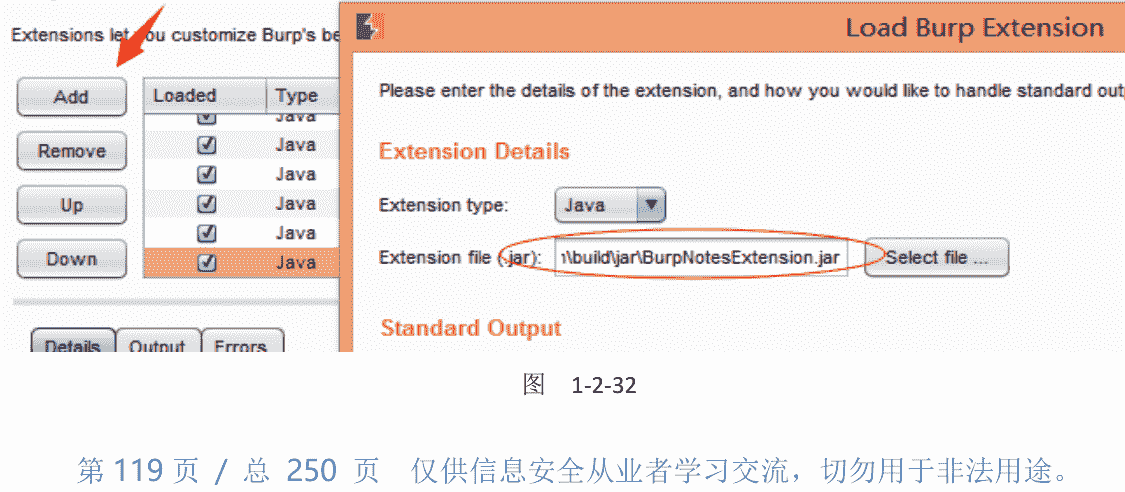 Extensions let you customize Burp's be
Add
Remove
Up
Down
Loaded Type
Java
Java
Java
Java
Java
Java
Details Output Errors
Load Burp Extension
Please enter the details of the extension, and how you would like to handle standard out
Extension Details
Extension type: Java
Extension file (.jar): \build\jar\BurpNotesExtension.jar Select file ...
Standard Output
图 1-2-32
第 119 页 / 总 250 页 仅供信息安全从业者学习交流，切勿用于非法用途。